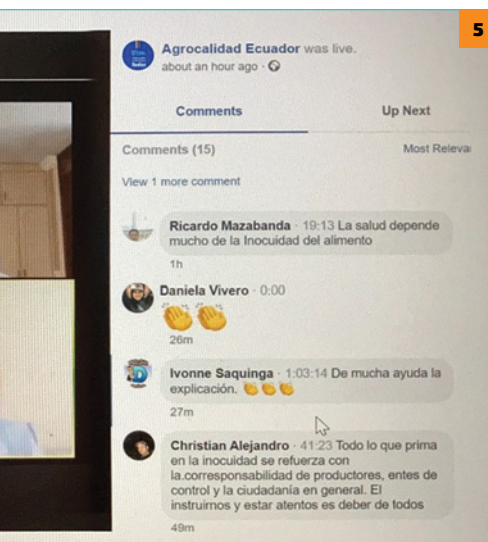 5
Agrocalidad Ecuador was live.
about an hour ago ·
Comments Up Next
Comments (15) Most Releva
View 1 more comment
Ricardo Mazabanda · 19:13 La salud depende
mucho de la Inocuidad del alimento
1h
Daniela Vivero · 0:00
👏👏
26m
Ivonne Saquinga · 1:03:14 De mucha ayuda la
explicación. 👏👏👏
27m
Christian Alejandro · 41:23 Todo lo que prima
en la inocuidad se refuerza con
la.corresponsabilidad de productores, entes de
control y la ciudadanía en general. El
instruirnos y estar atentos es deber de todos
49m